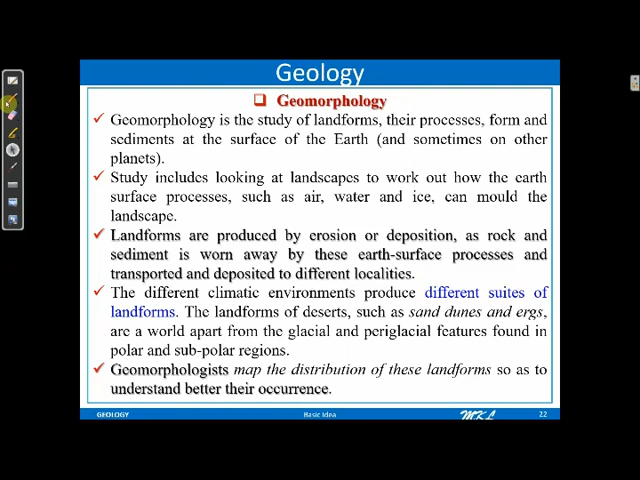 Geology
Geomorphology
Geomorphology is the study of landforms, their processes, form and
sediments at the surface of the Earth (and sometimes on other
planets).
Study includes looking at landscapes to work out how the earth
surface processes, such as air, water and ice, can mould the
landscape.
Landforms are produced by erosion or deposition, as rock and
sediment is worn away by these earth-surface processes and
transported and deposited to different localities.
The different climatic environments produce different suites of
landforms. The landforms of deserts, such as sand dunes and ergs,
are a world apart from the glacial and periglacial features found in
polar and sub-polar regions.
Geomorphologists map the distribution of these landforms so as to
understand better their occurrence.
GEOLOGY Basic Idea MKL 22